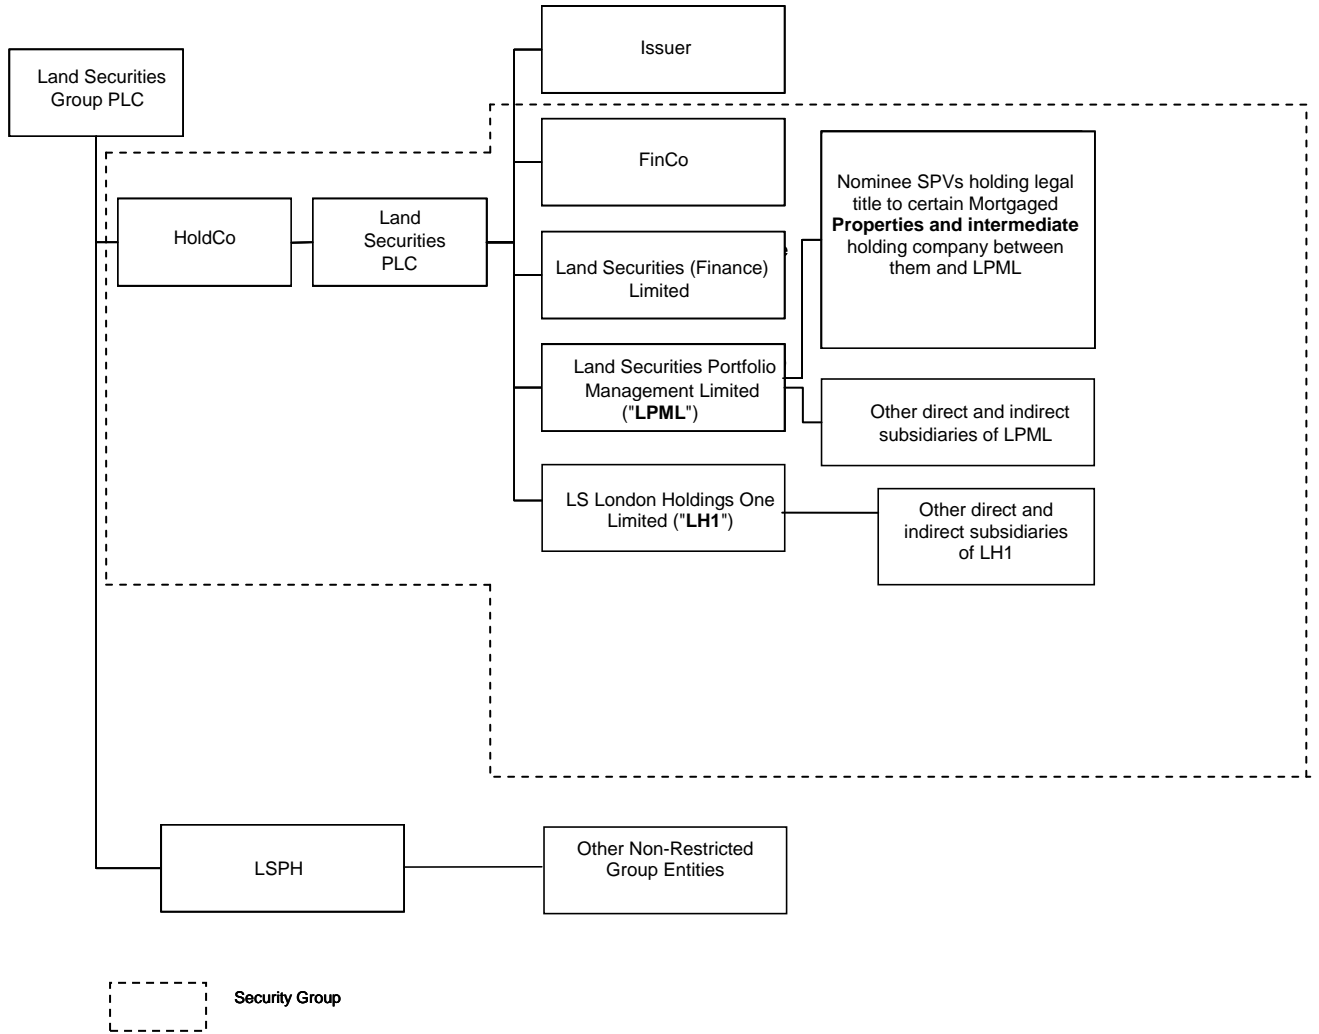 Issuer
Land Securities
Group PLC
FinCo
Nominee SPVs holding legal
title to certain Mortgaged
Properties and intermediate
holding company between
them and LPML
HoldCo
Land
Securities
PLC
Land Securities (Finance)
Limited
Land Securities Portfolio
Management Limited
("LPML")
Other direct and indirect
subsidiaries of LPML
LS London Holdings One
Limited ("LH1")
Other direct and
indirect subsidiaries
of LH1
LSPH
Other Non-Restricted
Group Entities
Security Group